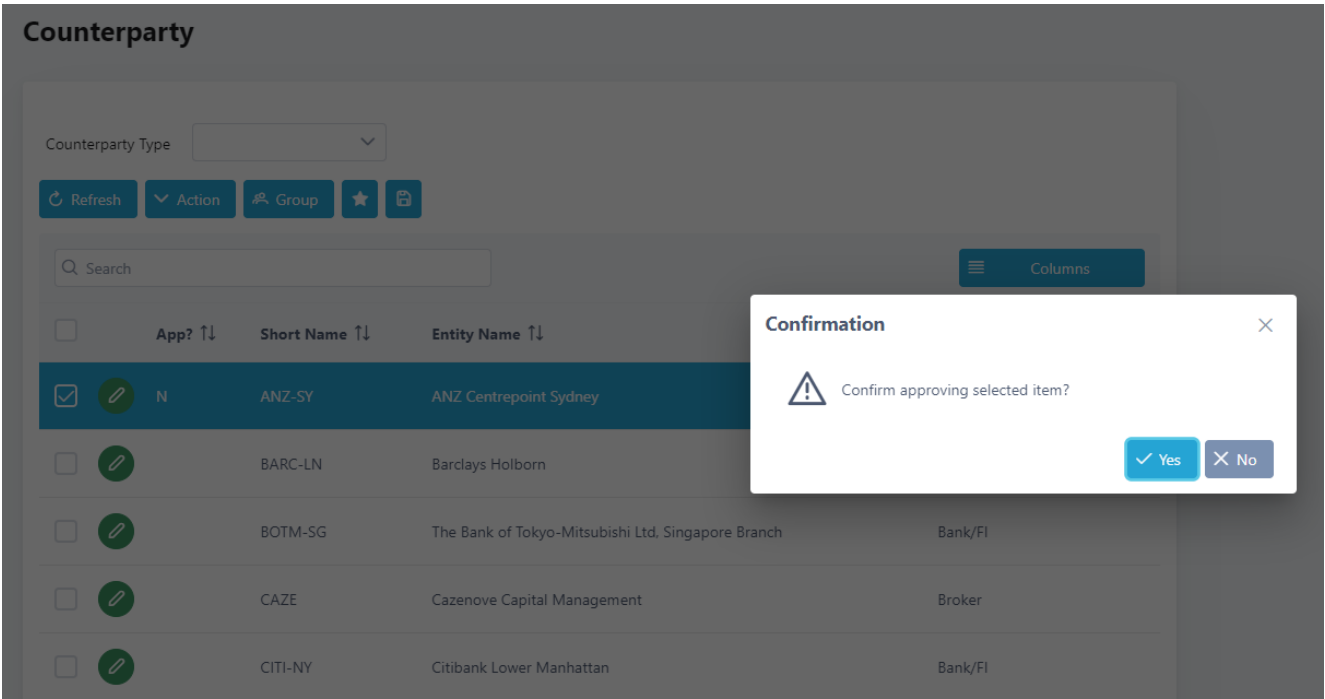 Counterparty
Counterparty Type
Refresh Action Group
Search Columns
App? Short Name Entity Name
Confirmation
N ANZ-SY ANZ Centrepoint Sydney
Confirm approving selected item?
BARC-LN Barclays Holborn
Yes No
BOTM-SG The Bank of Tokyo-Mitsubishi Ltd, Singapore Branch Bank/FI
CAZE Cazenove Capital Management Broker
CITI-NY Citibank Lower Manhattan Bank/FI